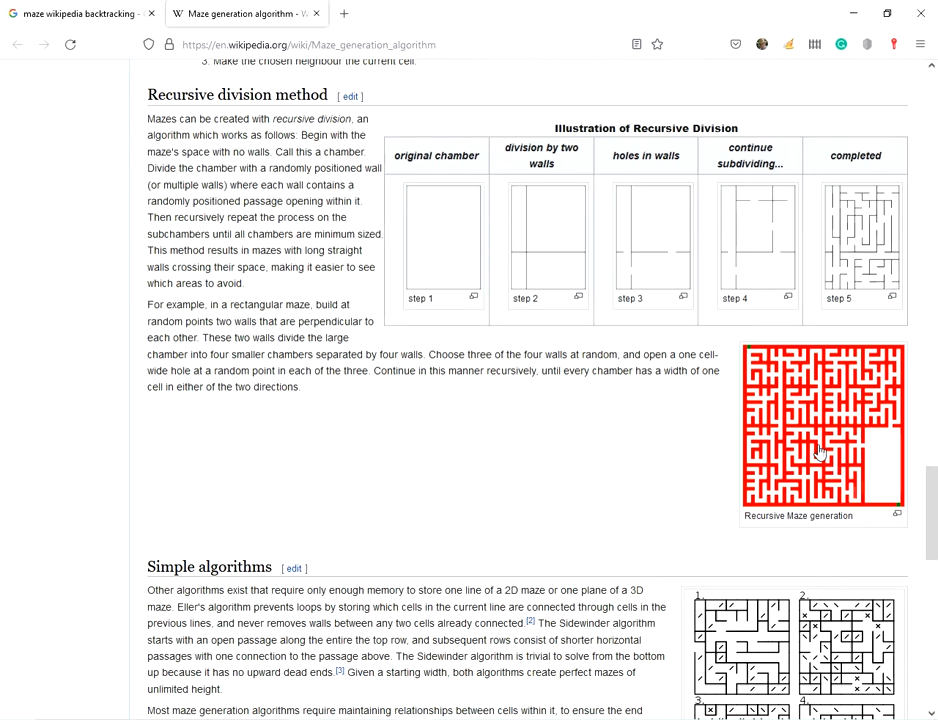 maze wikipedia backtracking -
Maze generation algorithm - W
https://en.wikipedia.org/wiki/Maze_generation_algorithm
3. Make the chosen neighbour the current cell.
Recursive division method [ edit ]
Mazes can be created with recursive division, an
algorithm which works as follows: Begin with the
maze's space with no walls. Call this a chamber.
Divide the chamber with a randomly positioned wall
(or multiple walls) where each wall contains a
randomly positioned passage opening within it.
Then recursively repeat the process on the
subchambers until all chambers are minimum sized.
This method results in mazes with long straight
walls crossing their space, making it easier to see
which areas to avoid.
Illustration of Recursive Division
original chamber
division by two
walls
holes in walls
continue
subdividing...
completed
step 1
step 2
step 3
step 4
step 5
For example, in a rectangular maze, build at
random points two walls that are perpendicular to
each other. These two walls divide the large
chamber into four smaller chambers separated by four walls. Choose three of the four walls at random, and open a one cell-
wide hole at a random point in each of the three. Continue in this manner recursively, until every chamber has a width of one
cell in either of the two directions.
Recursive Maze generation
Simple algorithms [ edit ]
Other algorithms exist that require only enough memory to store one line of a 2D maze or one plane of a 3D
maze. Eller's algorithm prevents loops by storing which cells in the current line are connected through cells in the
previous lines, and never removes walls between any two cells already connected.[2] The Sidewinder algorithm
starts with an open passage along the entire the top row, and subsequent rows consist of shorter horizontal
passages with one connection to the passage above. The Sidewinder algorithm is trivial to solve from the bottom
up because it has no upward dead ends.[3] Given a starting width, both algorithms create perfect mazes of
unlimited height.
Most maze generation algorithms require maintaining relationships between cells within it, to ensure the end
1.
2.
3.
4.